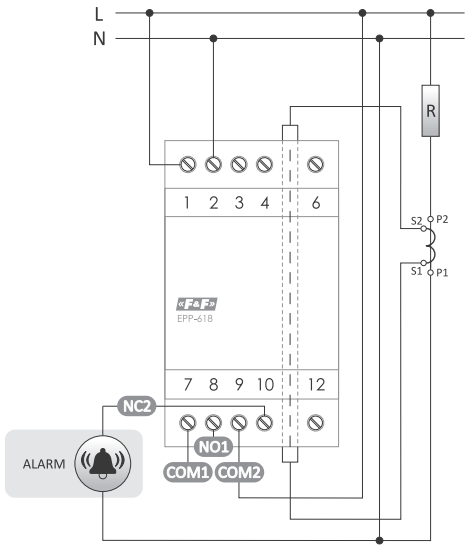 L
N
R
1 2 3 4 6
S2 P2
S1 P1
«F&F»
EPP-618
7 8 9 10 12
NC2
NO1
ALARM
COM1 COM2